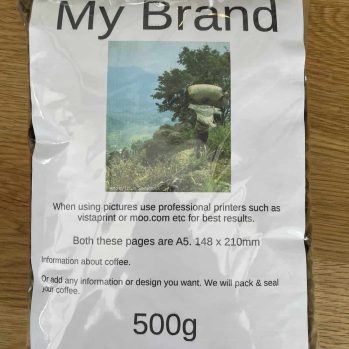 My Brand
When using pictures use professional printers such as
vistaprint or moo.com etc for best results.
Both these pages are A5. 148 x 210mm
Information about coffee.
Or add any information or design you want. We will pack & seal
your coffee.
500g